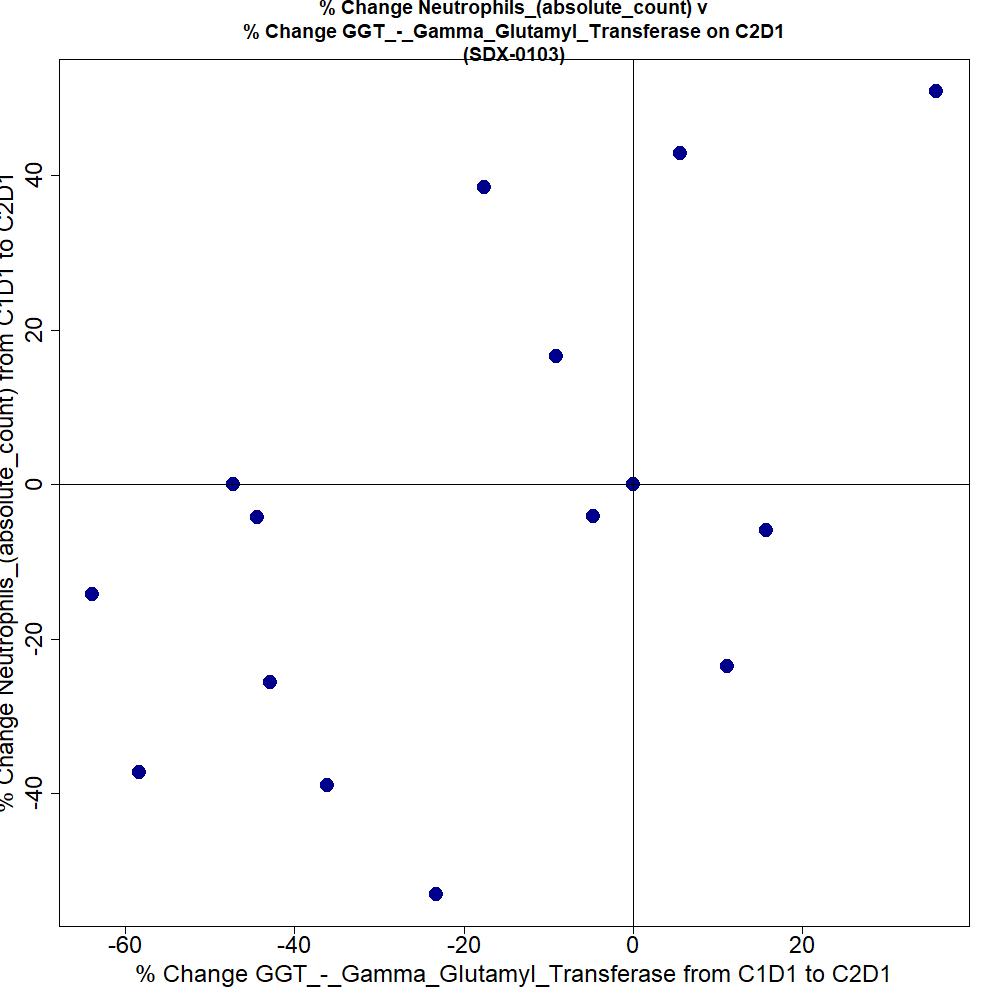 % Change Neutrophils_(absolute_count) v
% Change GGT_-_Gamma_Glutamyl_Transferase on C2D1
(SDX-0103)
% Change Neutrophils_(absolute_count) from C1D1 to C2D1
40
20
0
-20
-40
-60
-40
-20
0
20
% Change GGT_-_Gamma_Glutamyl_Transferase from C1D1 to C2D1